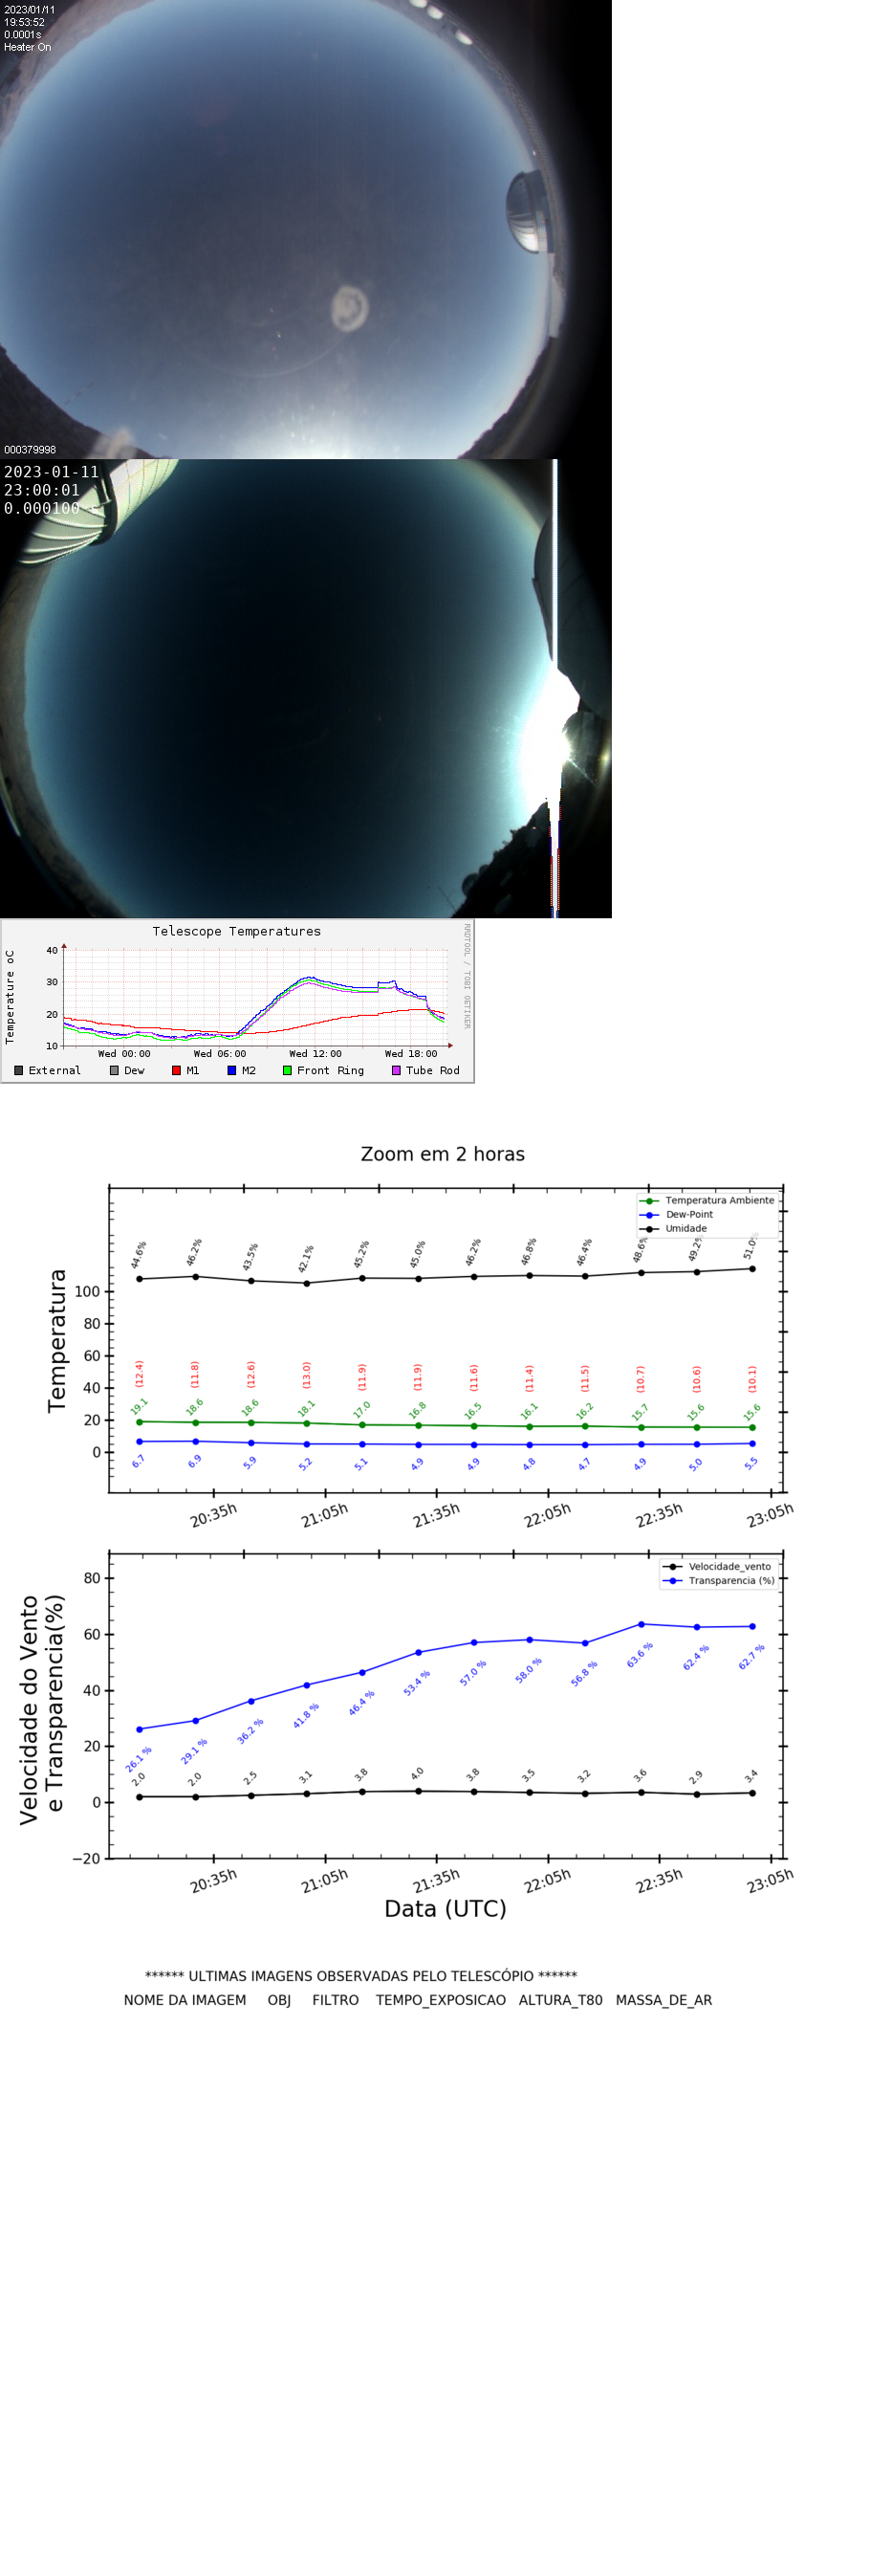 2023/01/11
19:53:52
0.0001s
Heater On
000379998
2023-01-11
23:00:01
0.000100 s
Telescope Temperatures
RRDTOOL / TOBI OETIKER
Temperature oC
40
30
20
10
Wed 00:00 Wed 06:00 Wed 12:00 Wed 18:00
External Dew M1 M2 Front Ring Tube Rod
Zoom em 2 horas
Temperatura Ambiente
Dew-Point
Umidade
44.6% 46.2% 43.5% 42.1% 45.2% 45.0% 46.2% 46.8% 46.4% 48.6% 49.2% 51.0%
Temperatura
100
80
60
40
20
0
(12.4) (11.8) (12.6) (13.0) (11.9) (11.9) (11.6) (11.4) (11.5) (10.7) (10.6) (10.1)
19.1 18.6 18.6 18.1 17.0 16.8 16.5 16.1 16.2 15.7 15.6 15.6
6.7 6.9 5.9 5.2 5.1 4.9 4.9 4.8 4.7 4.9 5.0 5.5
20:35h 21:05h 21:35h 22:05h 22:35h 23:05h
Velocidade_vento
Transparencia (%)
Velocidade do Vento
e Transparencia(%)
80
60
40
20
0
−20
26.1 % 29.1 % 36.2 % 41.8 % 46.4 % 53.4 % 57.0 % 58.0 % 56.8 % 63.6 % 62.4 % 62.7 %
2.0 2.0 2.5 3.1 3.8 4.0 3.8 3.5 3.2 3.6 2.9 3.4
20:35h 21:05h 21:35h 22:05h 22:35h 23:05h
Data (UTC)
****** ULTIMAS IMAGENS OBSERVADAS PELO TELESCÓPIO ******
NOME DA IMAGEM OBJ FILTRO TEMPO_EXPOSICAO ALTURA_T80 MASSA_DE_AR